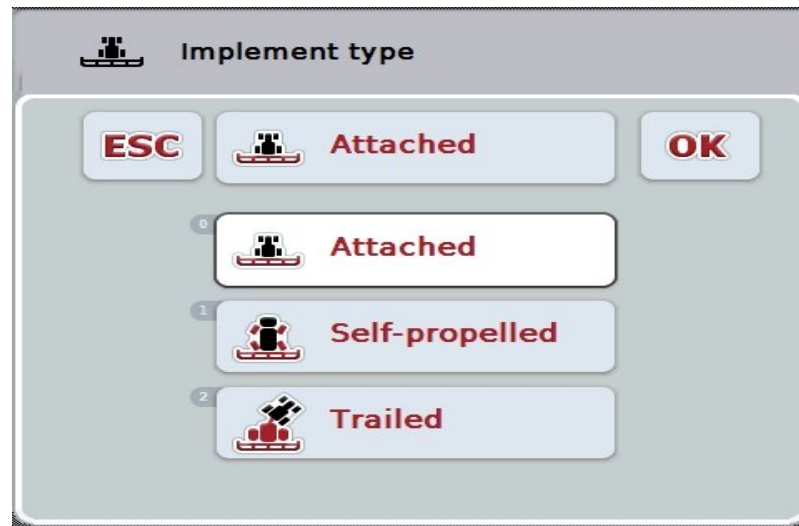 Implement type
ESC
Attached
OK
0
Attached
1
Self-propelled
2
Trailed